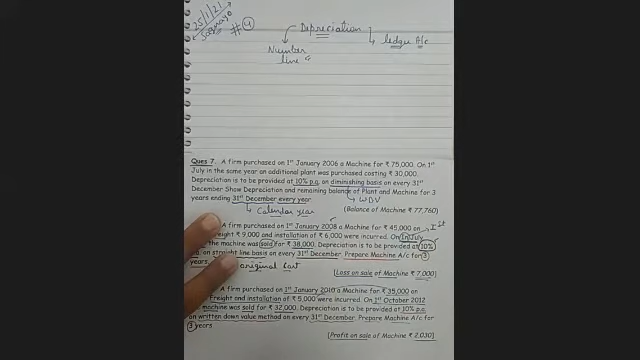 25/1/21
#4
Depreciation
Number
line
ledger A/c
Ques 7. A firm purchased on 1st January 2006 a Machine for ₹ 75,000. On 1st
July in the same year an additional plant was purchased costing ₹ 30,000.
Depreciation is to be provided at 10% p.a. on diminishing basis on every 31st
December Show Depreciation and remaining balance of Plant and Machine for 3
years ending 31st December every year.
WDV
Calendar year
(Balance of Machine ₹ 77,760)
A firm purchased on 1st January 2008 a Machine for ₹ 45,000 on
freight ₹ 9,000 and installation of ₹ 6,000 were incurred. On 1st July
the machine was sold for ₹ 38,000. Depreciation is to be provided at 10%
on straight line basis on every 31st December. Prepare Machine A/c for 3
years.
original Cost
[Loss on sale of Machine ₹ 7,000]
A firm purchased on 1st January 2010 a Machine for ₹ 35,000 on
Freight and installation of ₹ 5,000 were incurred. On 1st October 2012
machine was sold for ₹ 32,000. Depreciation is to be provided at 10% p.a.
on written down value method on every 31st December. Prepare Machine A/c for
3 years
[Profit on sale of Machine ₹ 2,030]